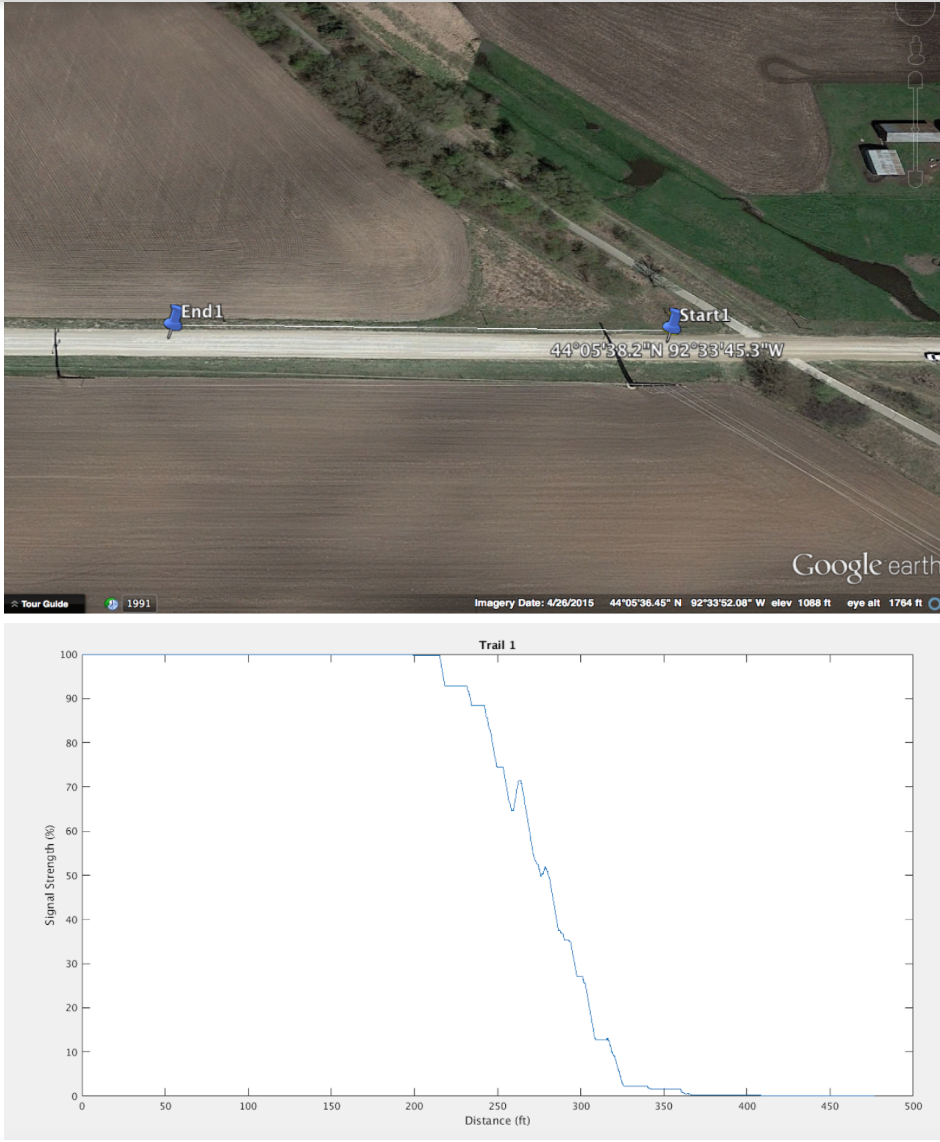 End1
Start1
44°05'38.2"N 92°33'45.3"W
Google earth
Tour Guide
1991
Imagery Date: 4/26/2015 44°05'36.45" N 92°33'52.08" W elev 1088 ft eye alt 1764 ft
Trail 1
100
90
80
70
60
50
40
30
20
10
0
Signal Strength (%)
0 50 100 150 200 250 300 350 400 450 500
Distance (ft)